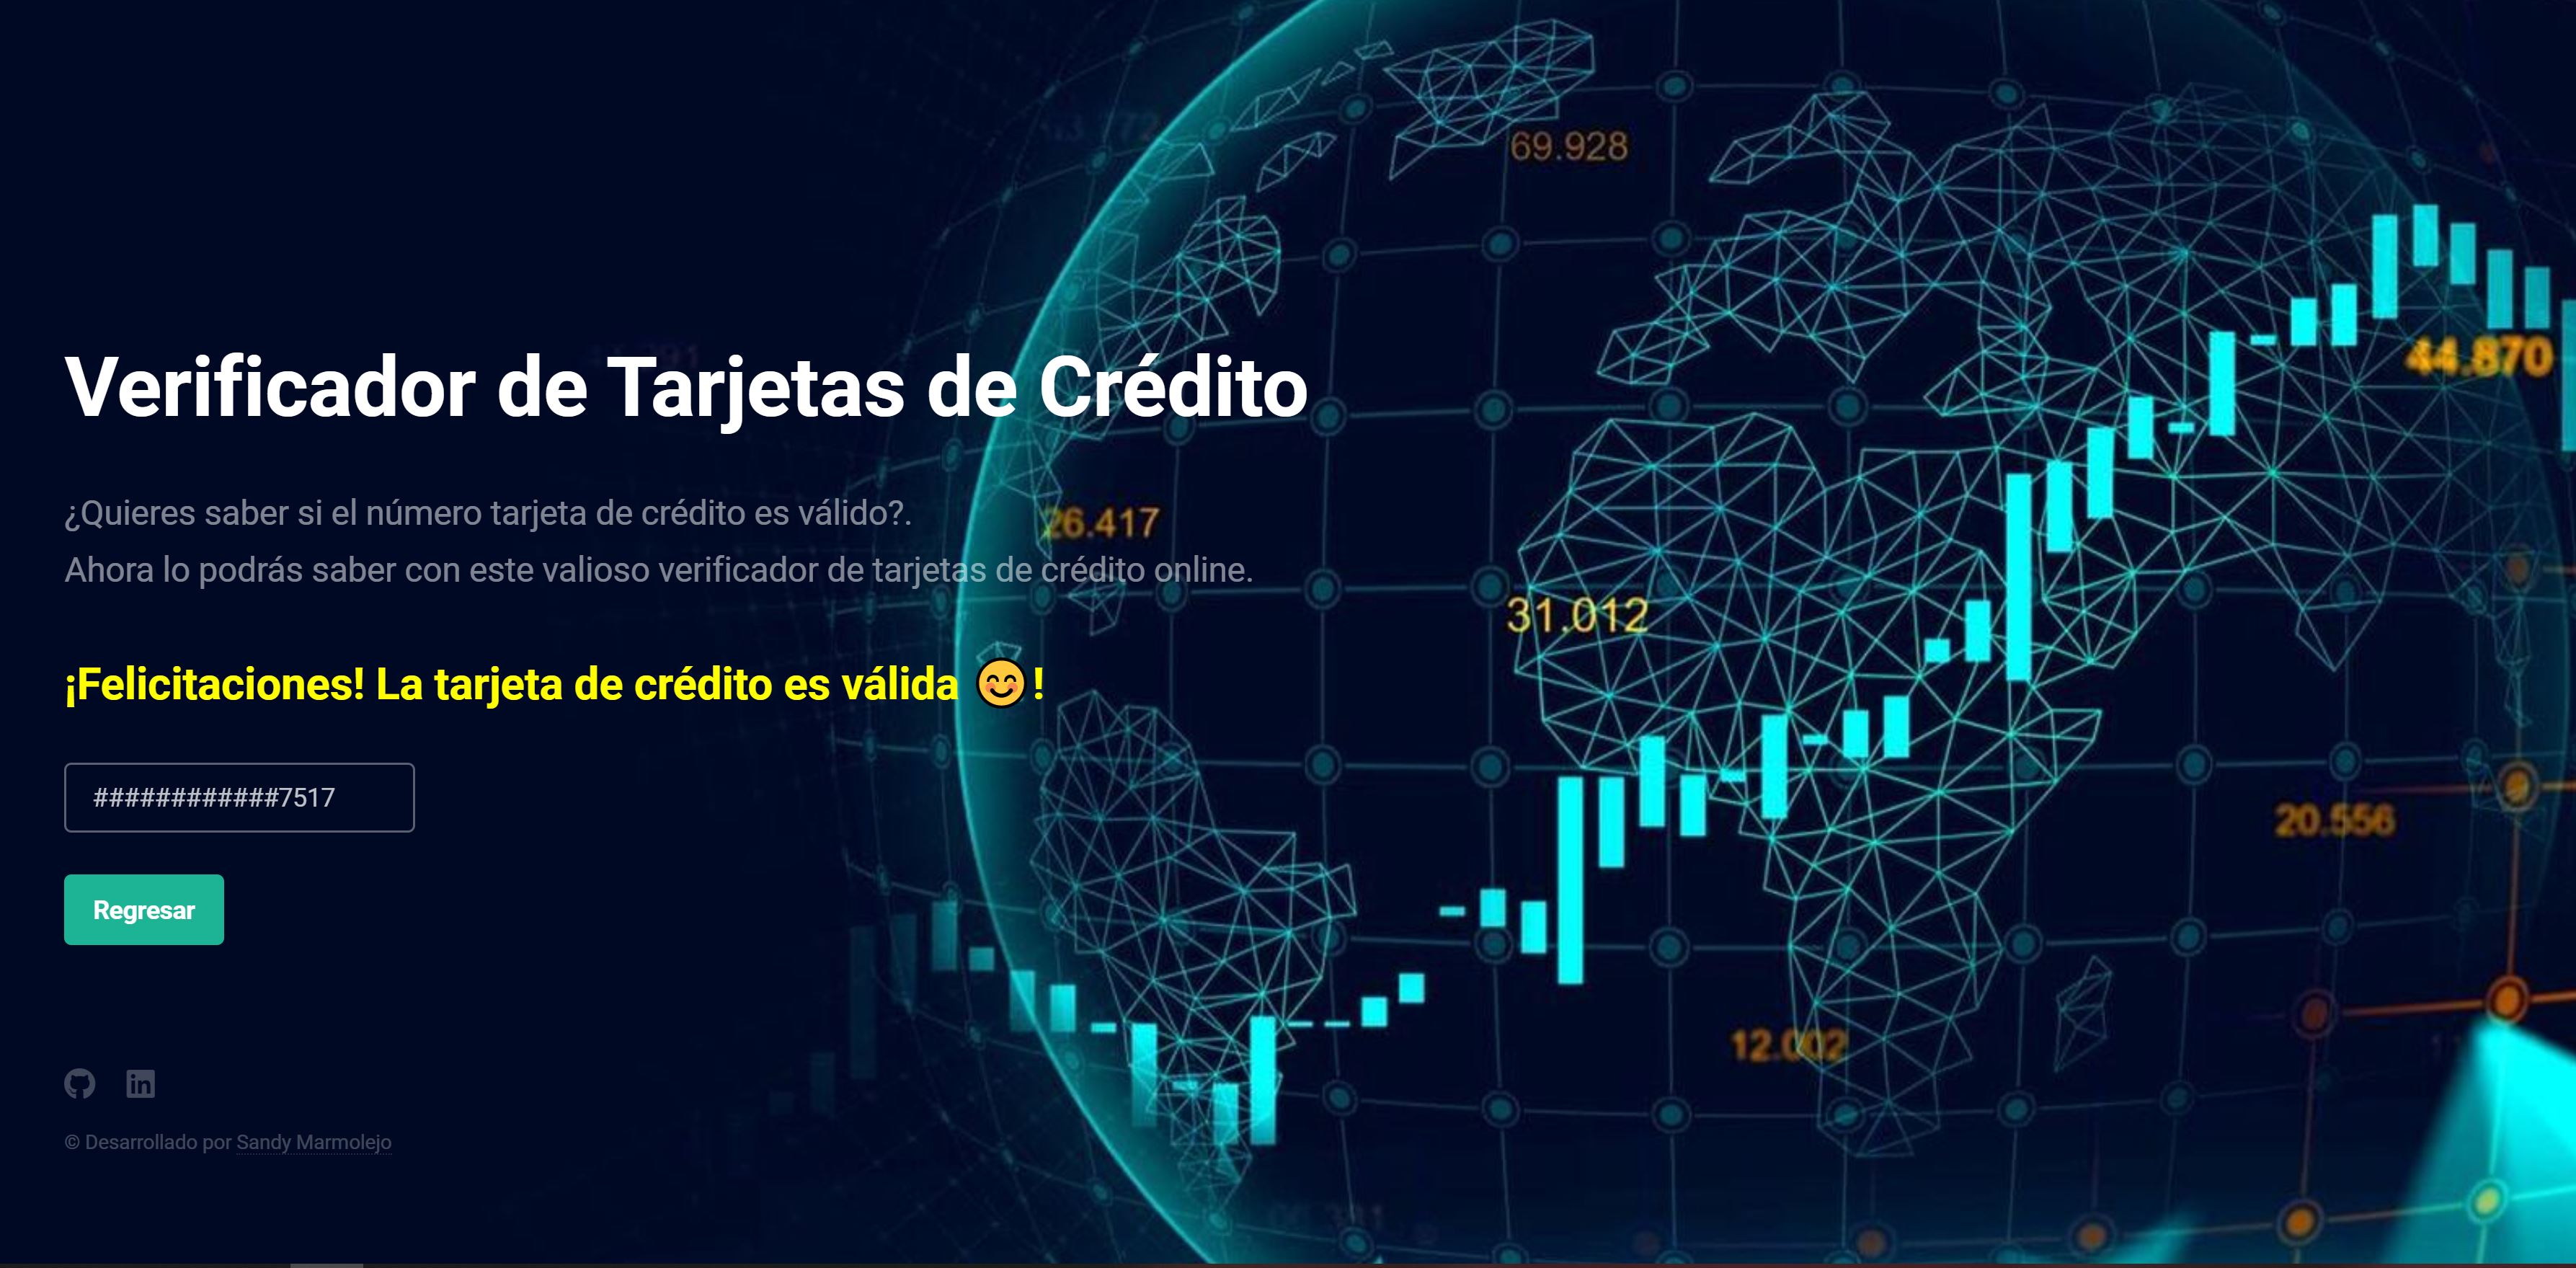 69.928
44.870
Verificador de Tarjetas de Crédito
¿Quieres saber si el número tarjeta de crédito es válido?.
26.417
Ahora lo podrás saber con este valioso verificador de tarjetas de crédito online.
31.012
¡Felicitaciones! La tarjeta de crédito es válida 😊!
############7517
20.556
Regresar
12.002
© Desarrollado por Sandy Marmolejo